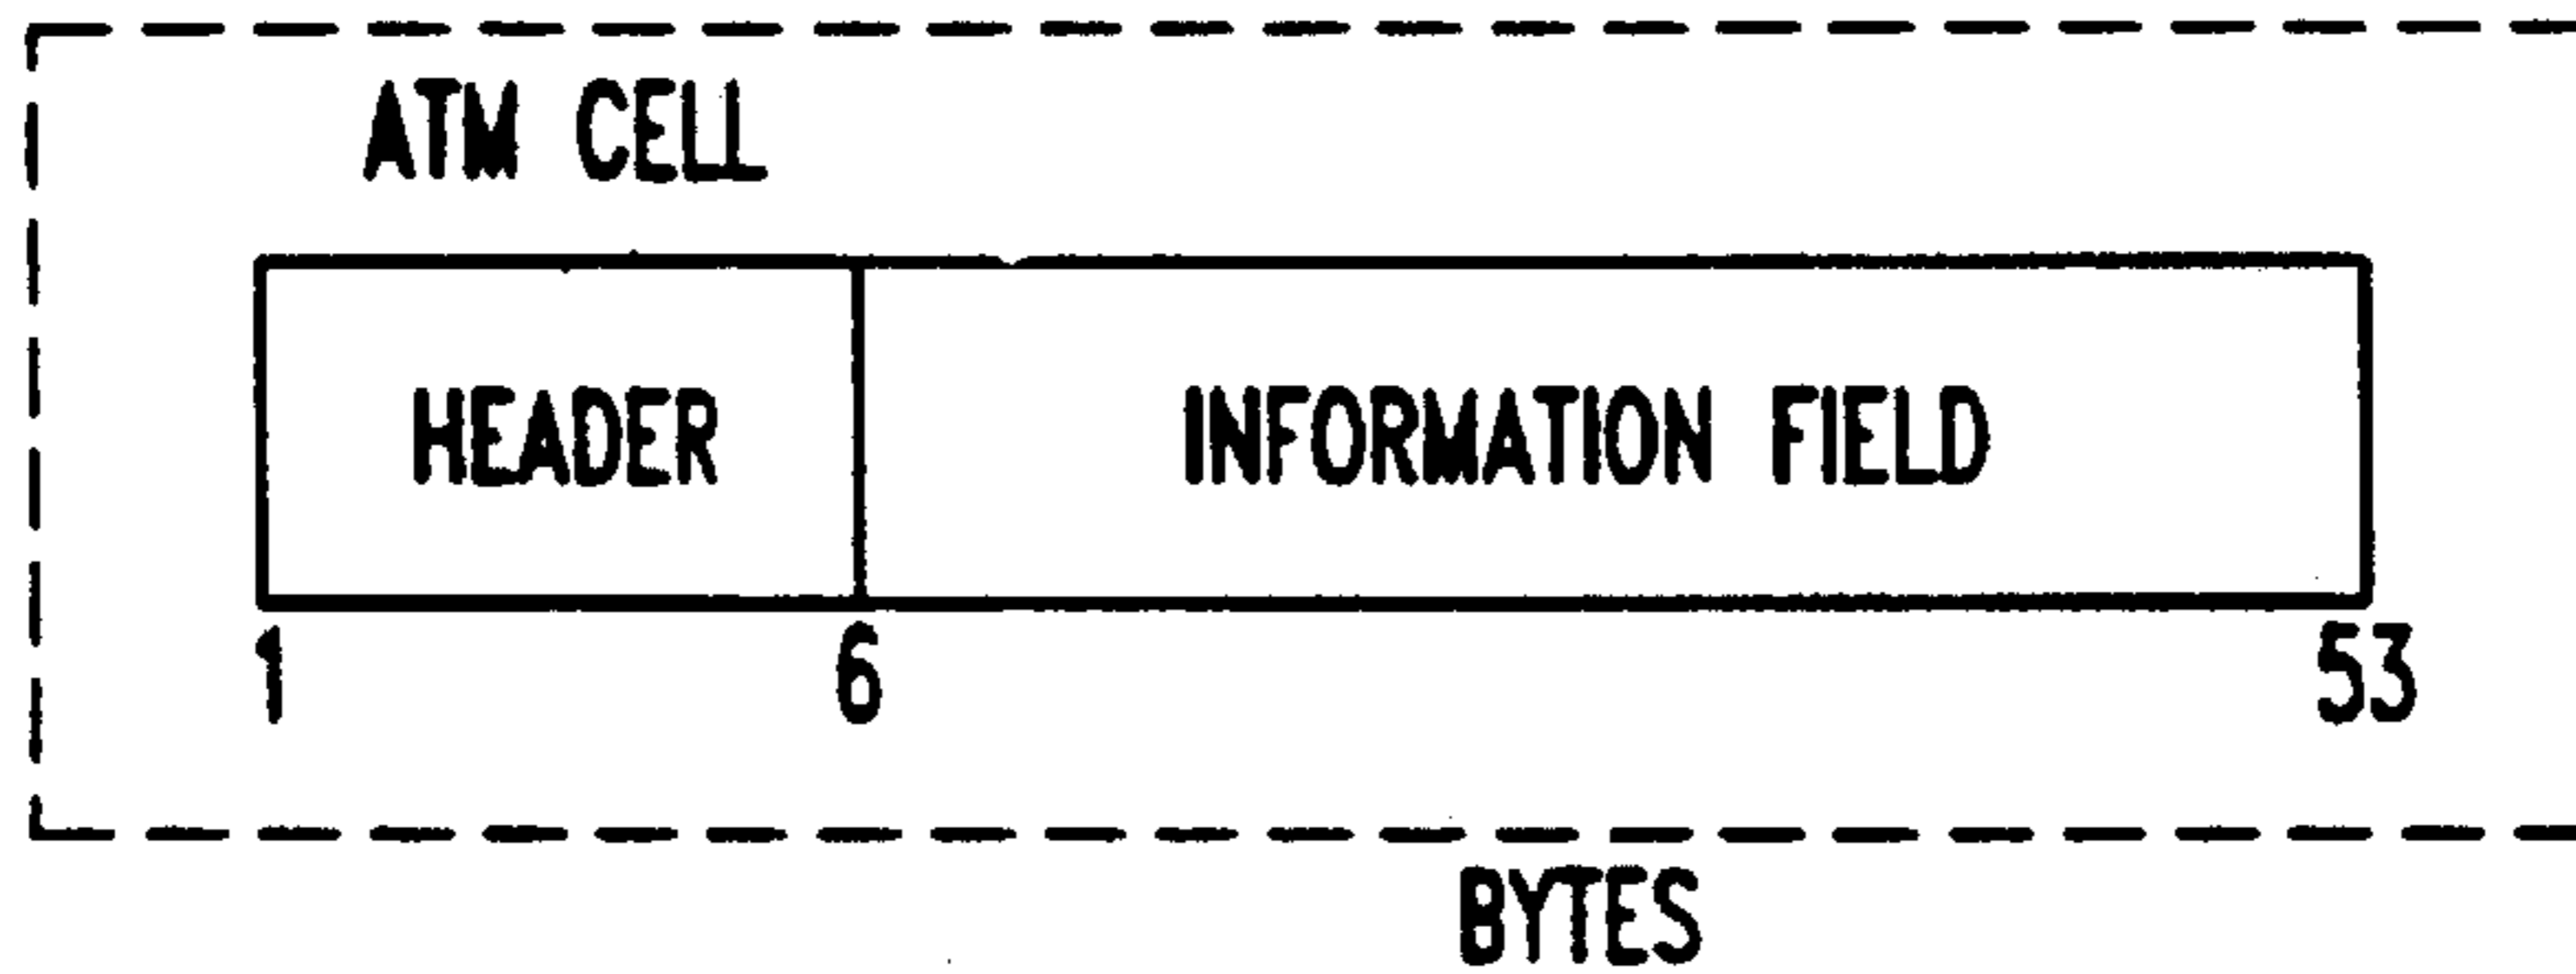 ATM CELL
HEADER INFORMATION FIELD
1 6 53
BYTES